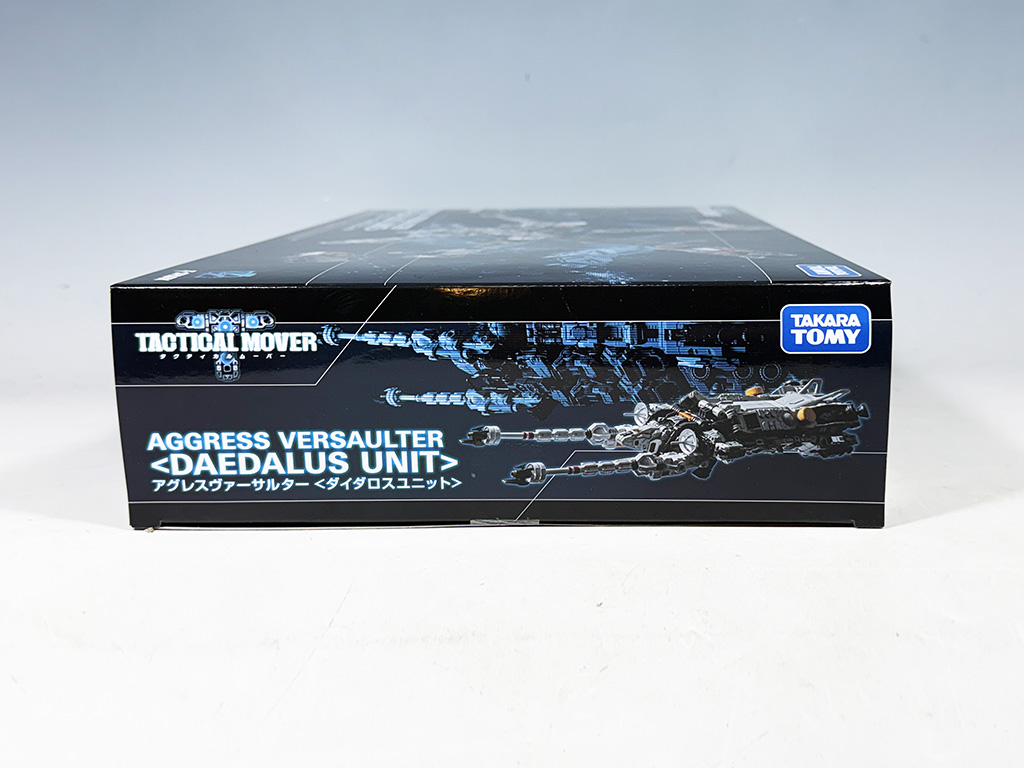 TACTICAL MOVER
タクティカルムーバー
TAKARA
TOMY
AGGRESS VERSAULTER
<DAEDALUS UNIT>
アグレスヴァーサルター <ダイダロスユニット>